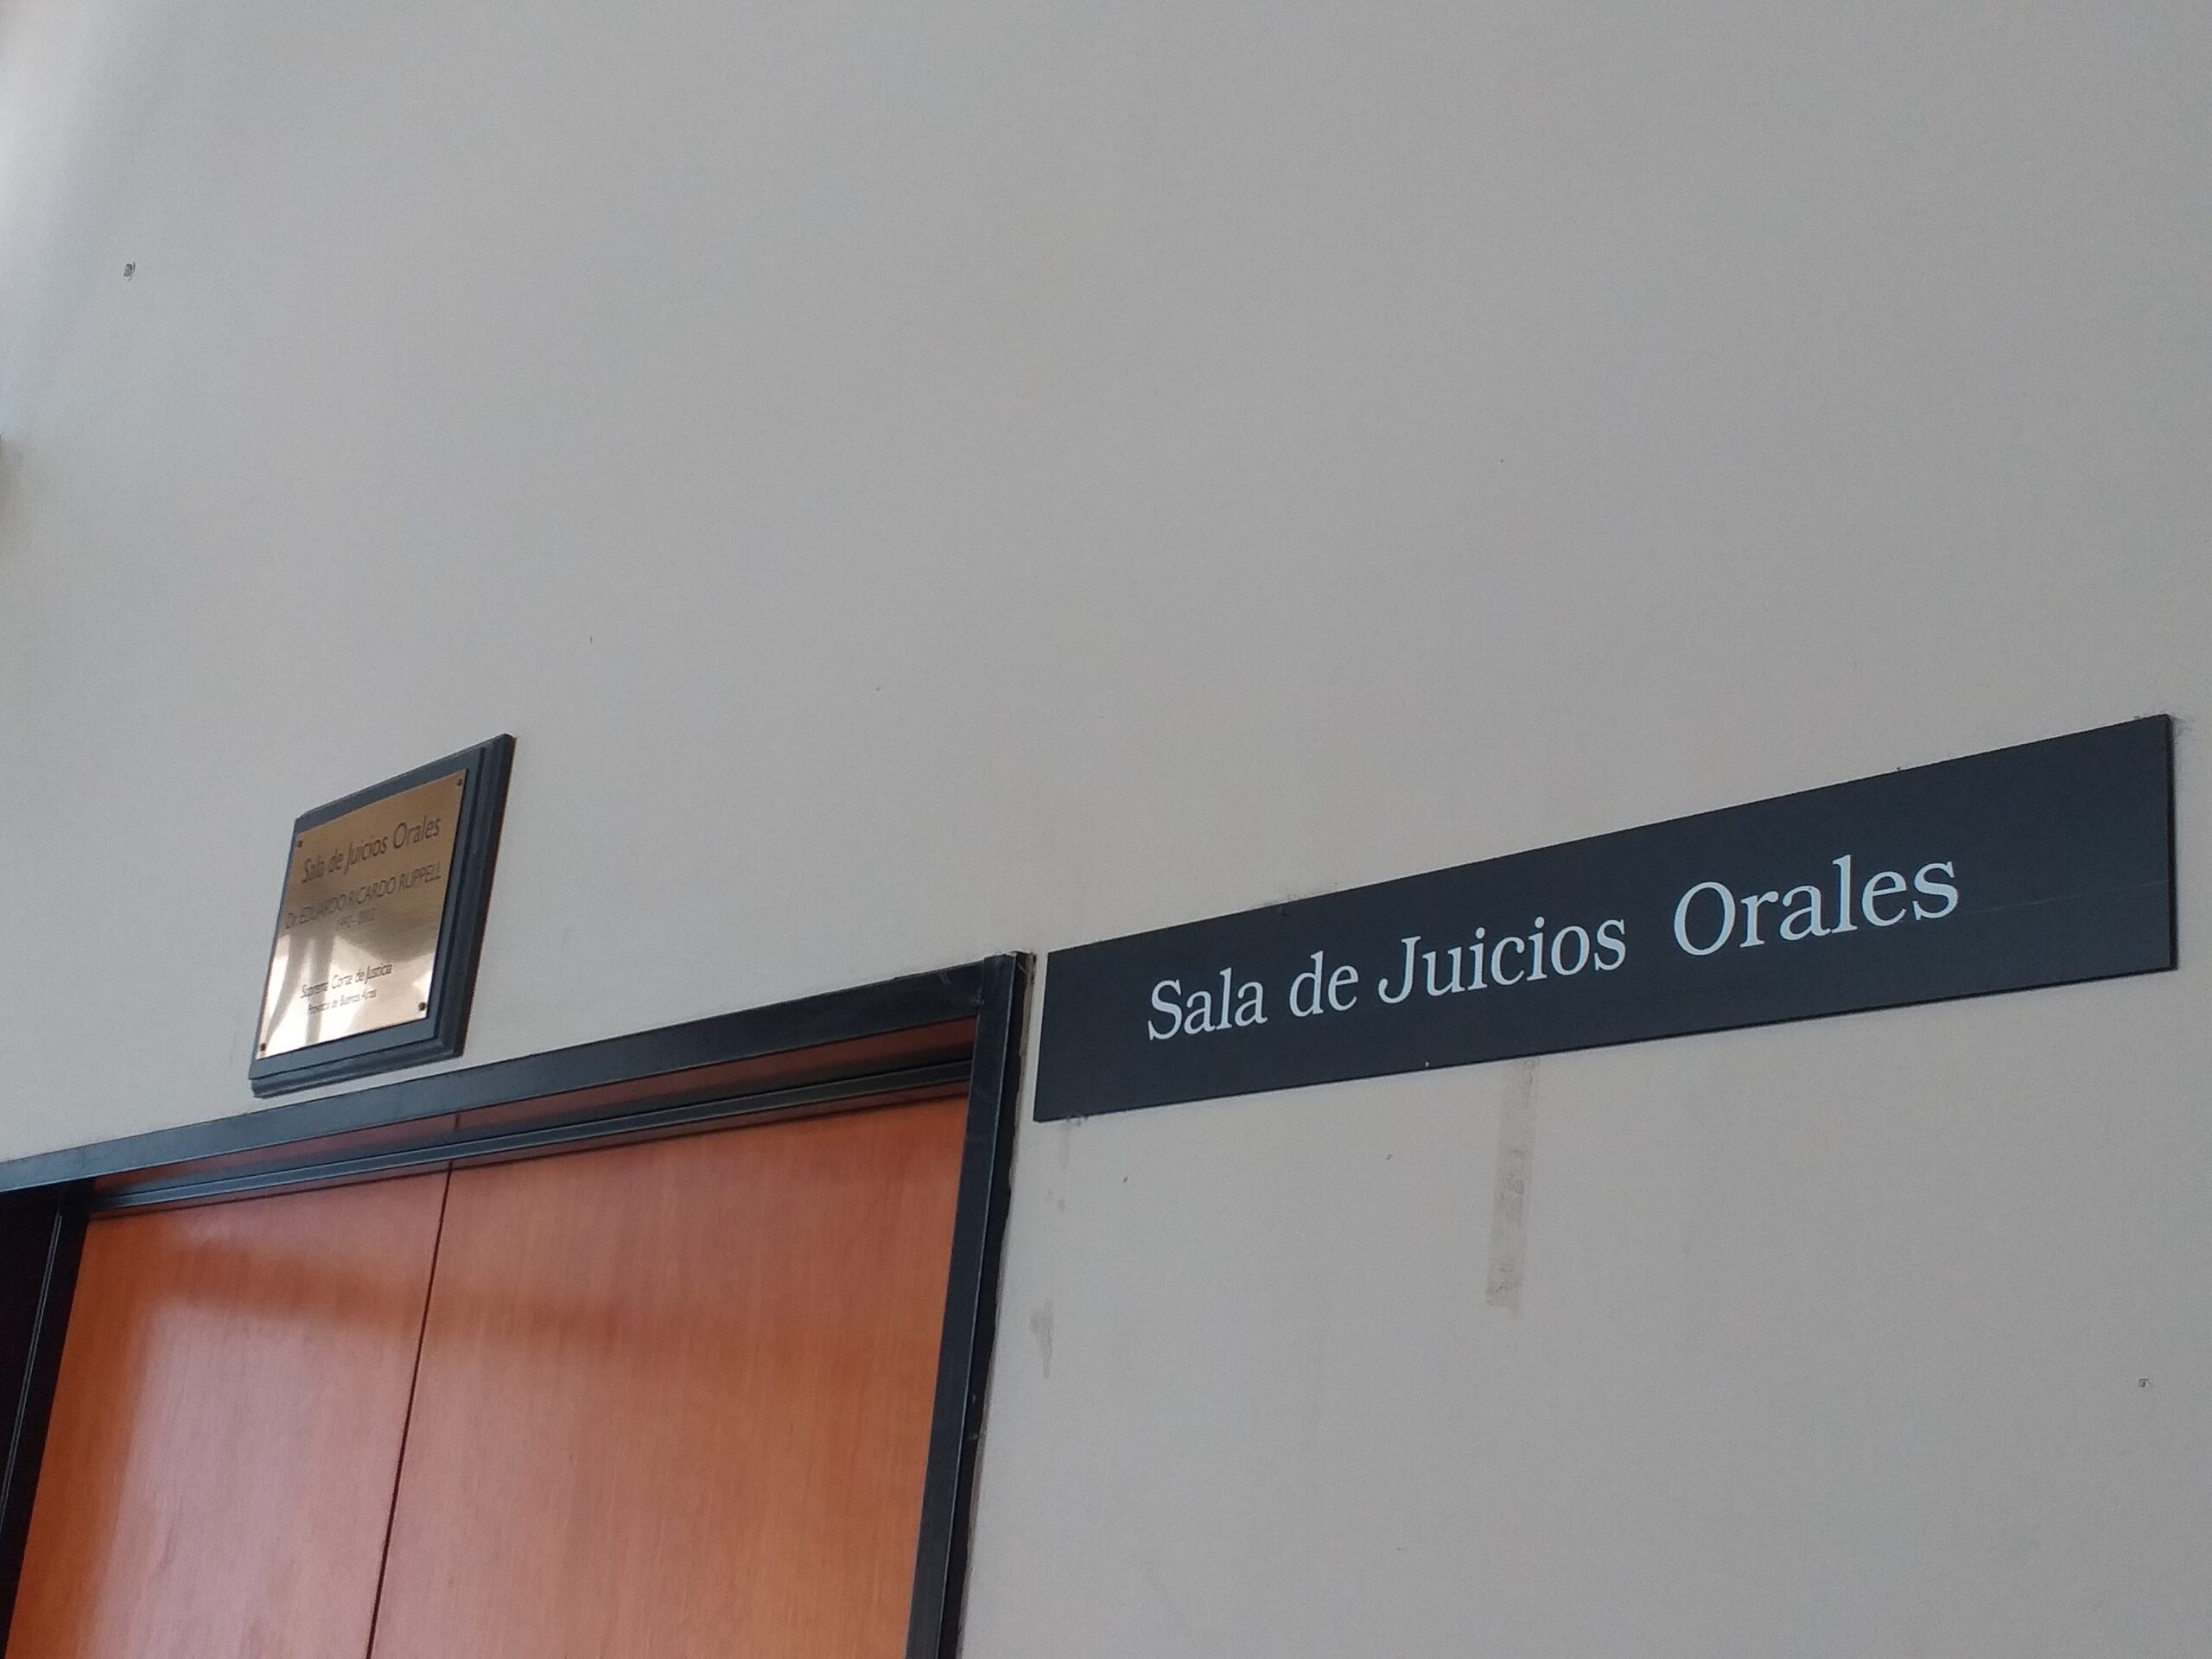 Sala de Juicios Orales
Dr. EDUARDO RICARDO RUPPELL
Suprema Corte de Justicia
Provincia de Buenos Aires
Sala de Juicios Orales